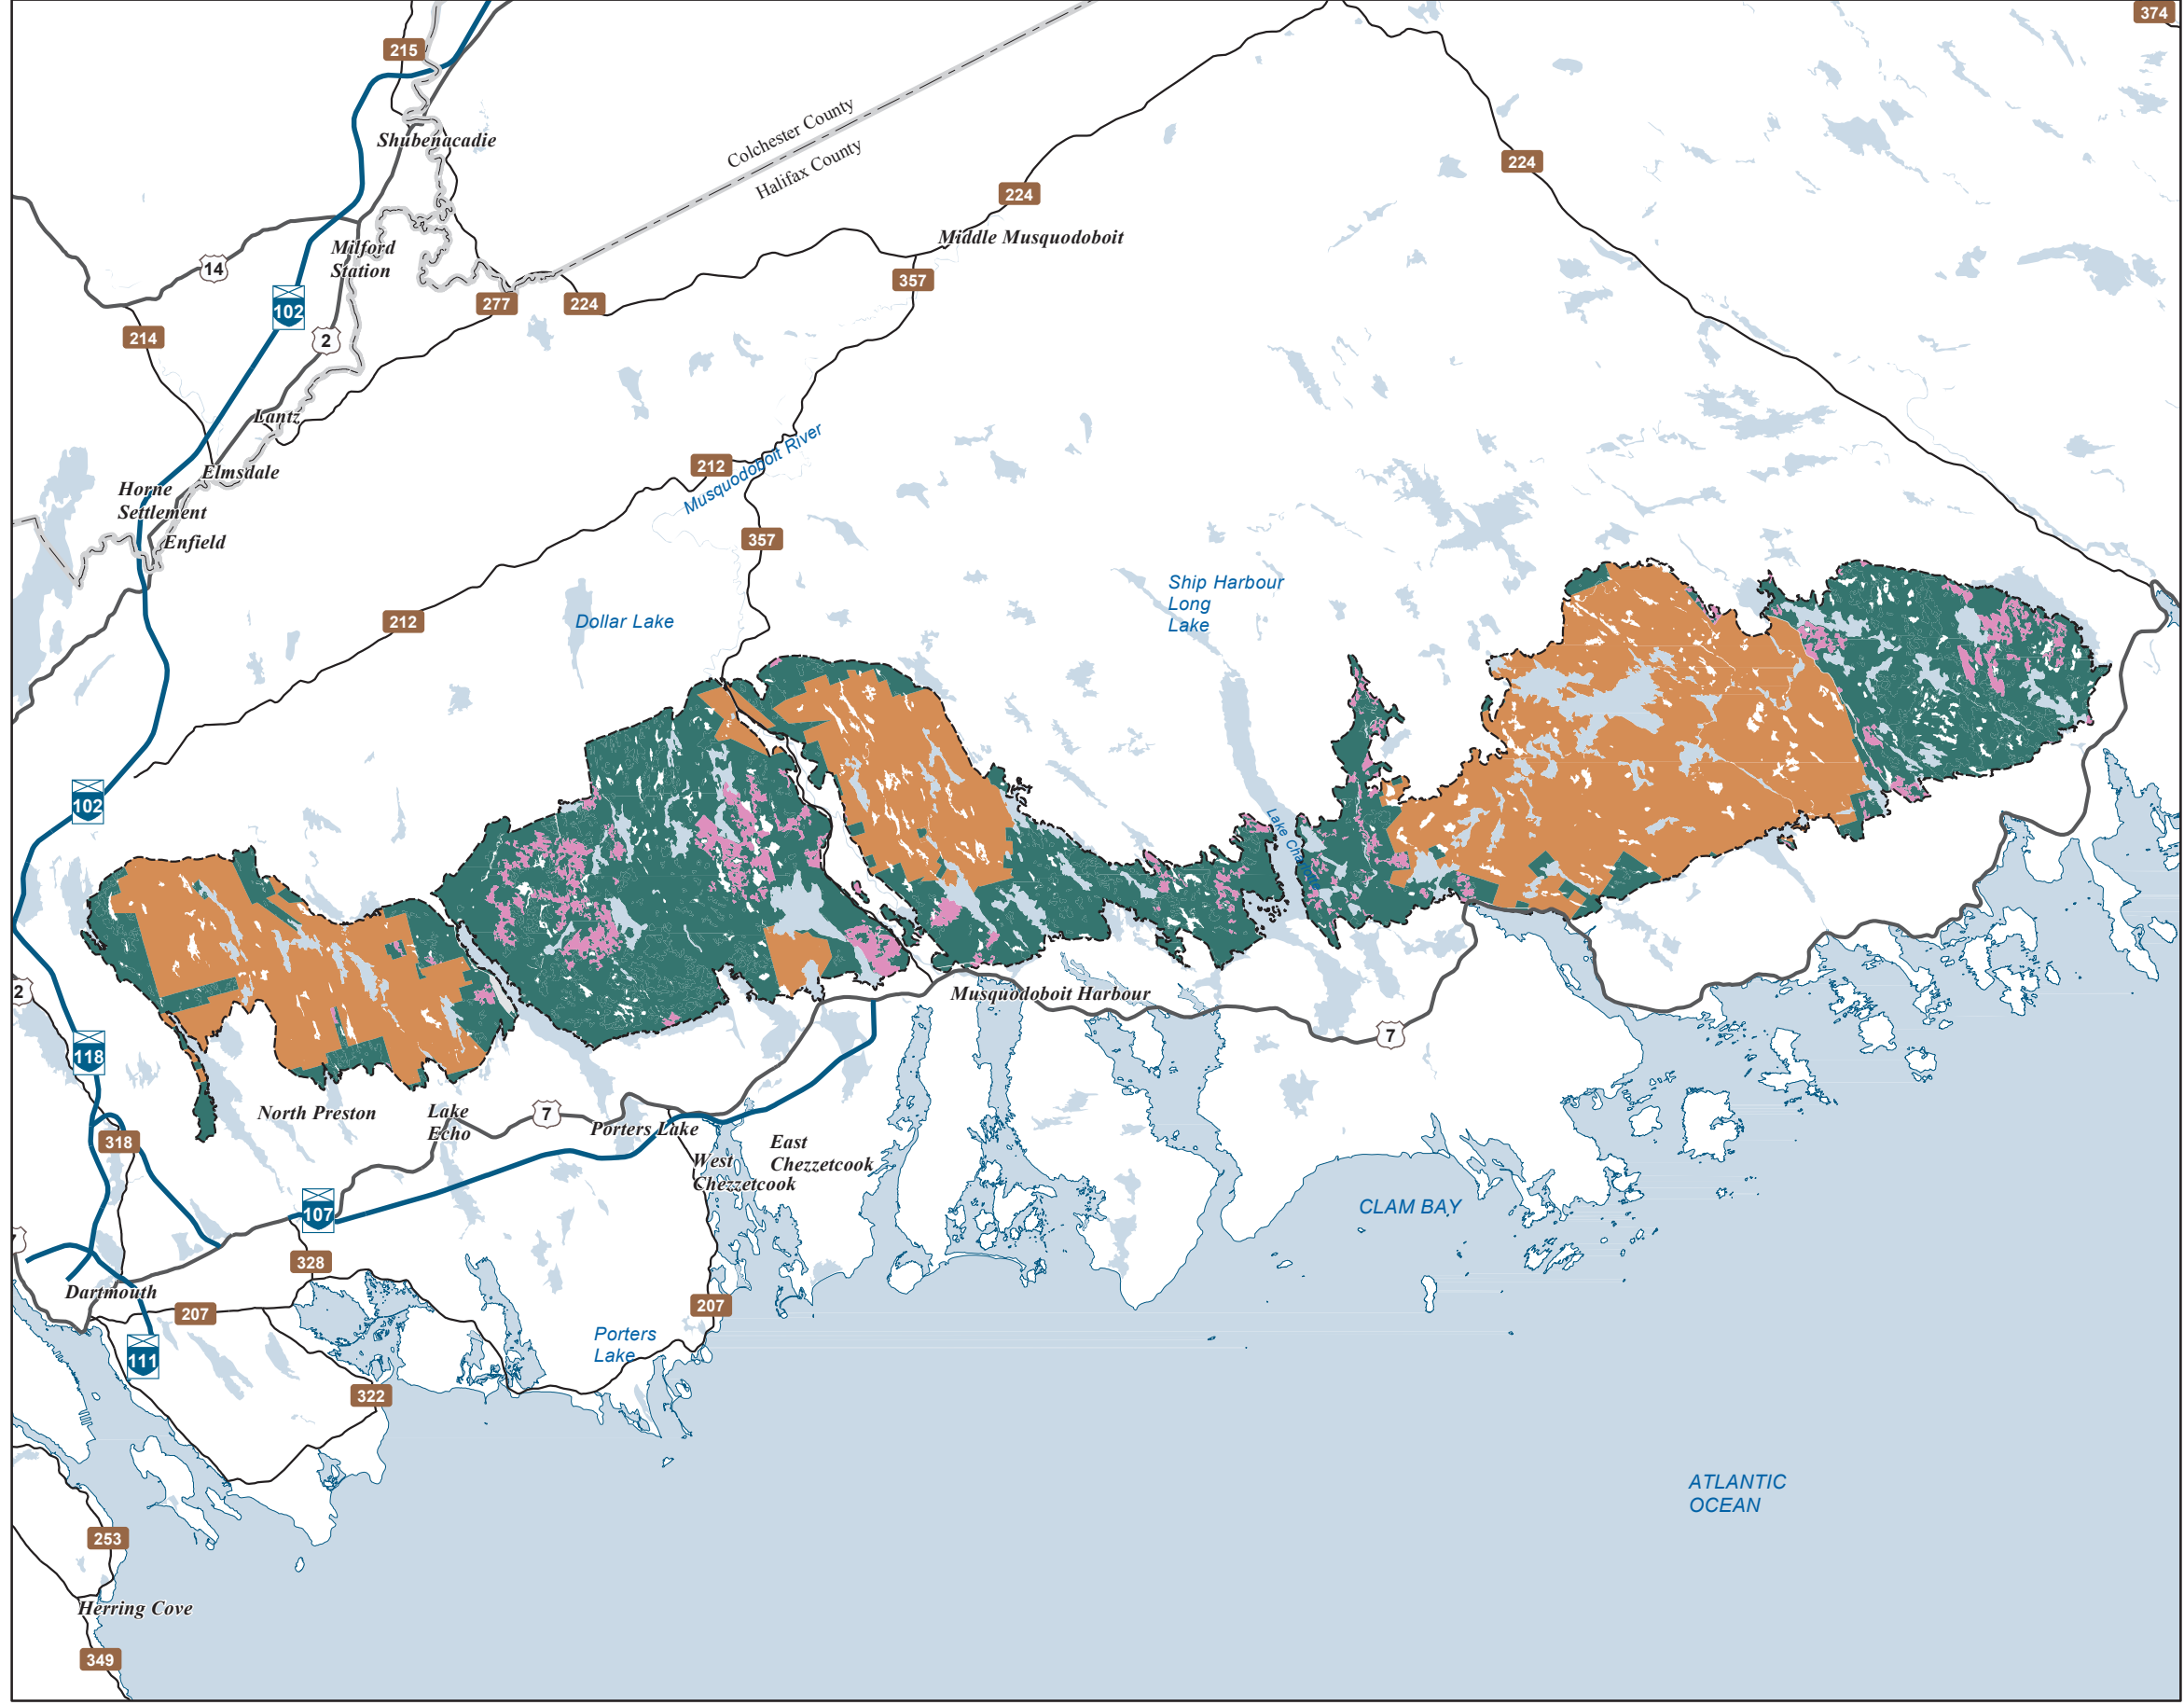 374
215
Shubenacadie
Colchester County
Halifax County
224
224
Milford
Station
Middle Musquodoboit
14
357
102
277
224
214
2
Lantz
Musquodoboit River
212
Elmsdale
Horne
Settlement
Enfield
357
Ship Harbour
Long
Lake
Dollar Lake
212
102
2
Musquodoboit Harbour
7
118
North Preston
Lake
Echo
7
Porters Lake
318
East
Chezzetcook
West
Chezzetcook
CLAM BAY
107
328
Dartmouth
207
207
Porters
Lake
111
322
ATLANTIC
OCEAN
253
Herring Cove
349